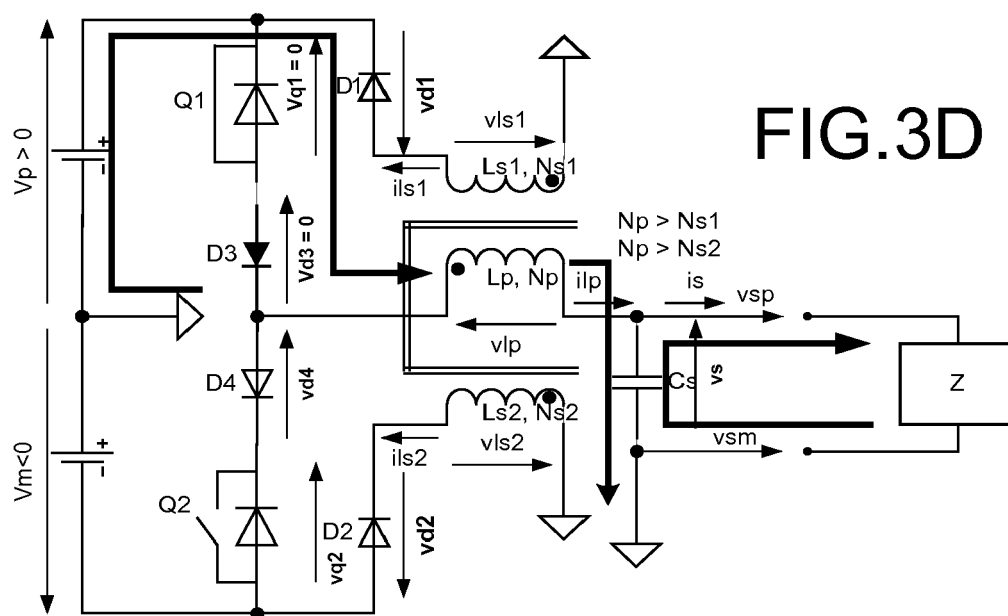 FIG.3D
Vp > 0
+
-
Q1
Vq1 = 0
D1
vd1
vls1
ils1
Ls1, Ns1
D3
Vd3 = 0
Np > Ns1
Np > Ns2
Lp, Np
ilp
is
vsp
vlp
D4
vd4
Cs
vs
Z
Ls2, Ns2
vsm
ils2
vls2
Vm<0
+
-
Q2
vq2
D2
vd2